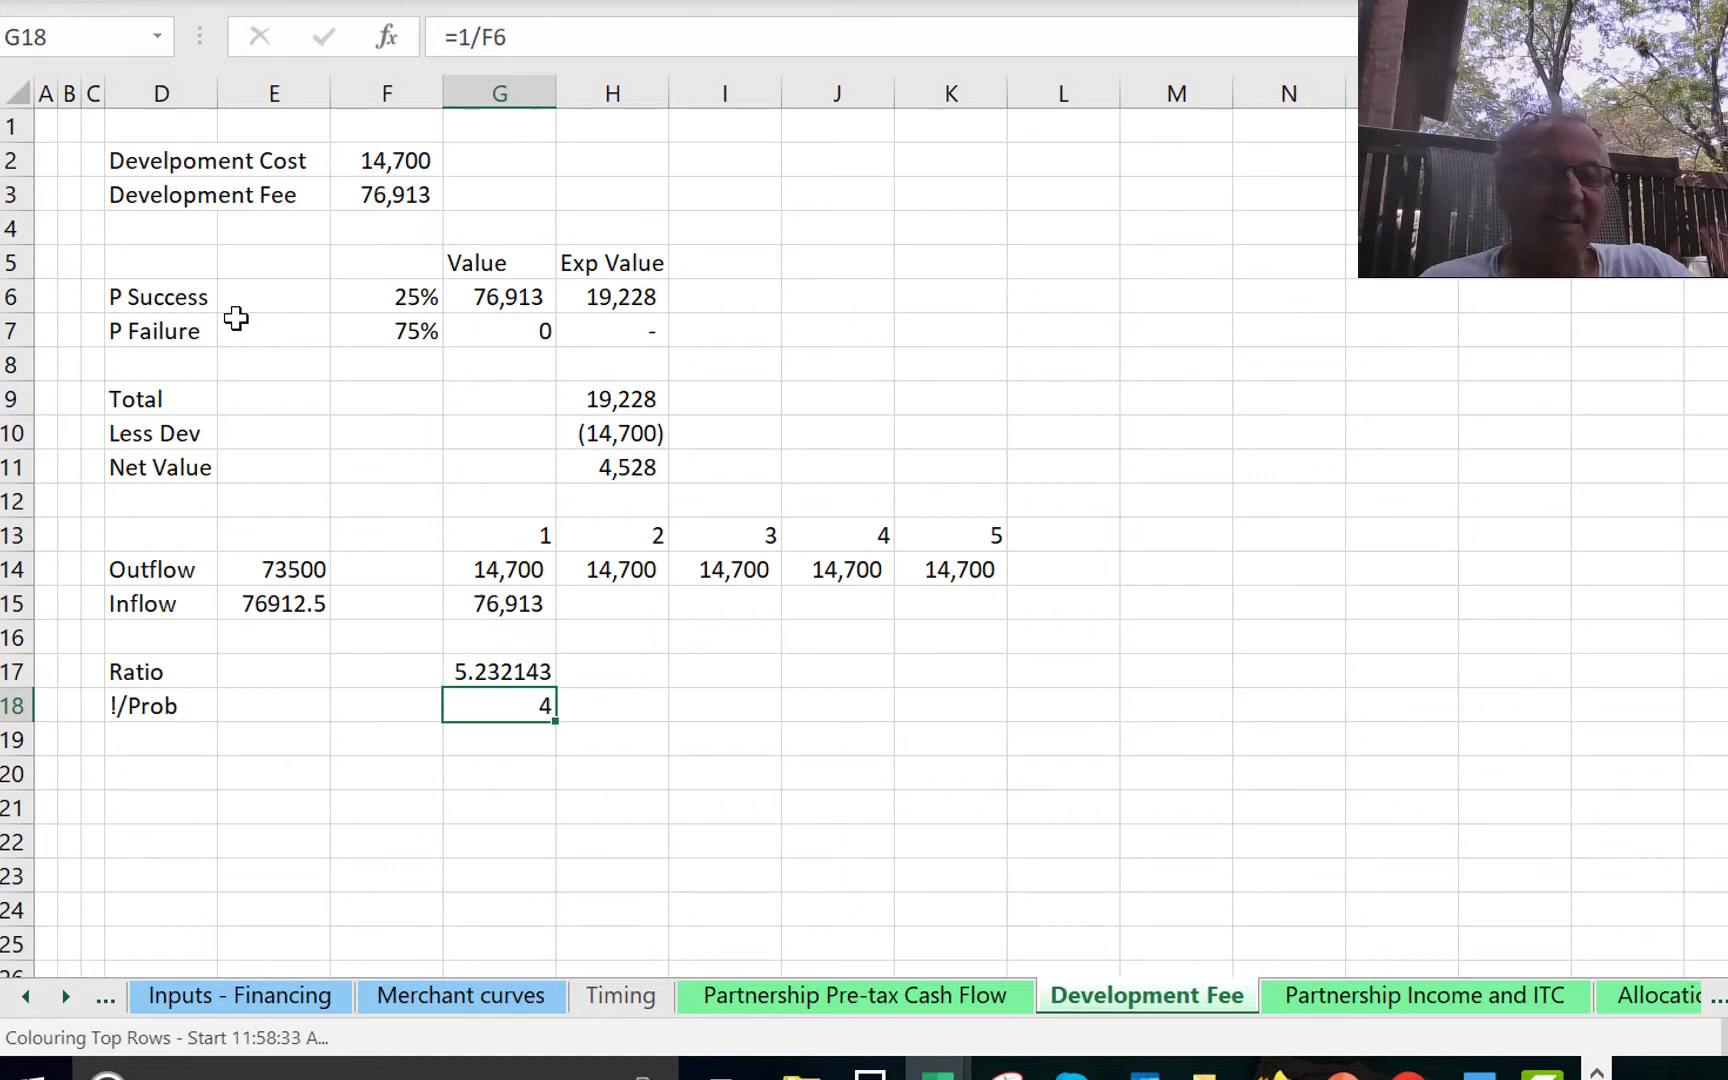 G18 fx =1/F6
A B C D E F G H I J K L M N
1
2 Develpoment Cost 14,700
3 Development Fee 76,913
4
5 Value Exp Value
6 P Success 25% 76,913 19,228
7 P Failure 75% 0 -
8
9 Total 19,228
10 Less Dev (14,700)
11 Net Value 4,528
12
13 1 2 3 4 5
14 Outflow 73500 14,700 14,700 14,700 14,700 14,700
15 Inflow 76912.5 76,913
16
17 Ratio 5.232143
18 !/Prob 4
19
20
21
22
23
24
25
26
... Inputs - Financing Merchant curves Timing Partnership Pre-tax Cash Flow Development Fee Partnership Income and ITC Allocatio ...
Colouring Top Rows - Start 11:58:33 A...